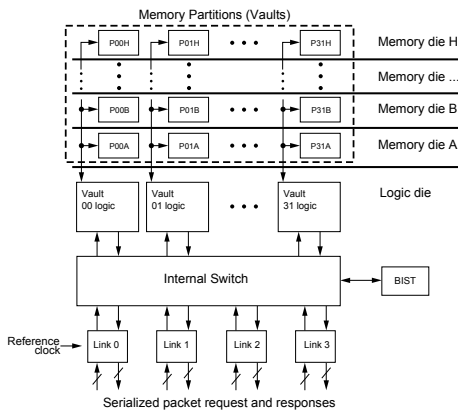 Memory Partitions (Vaults)
P00H P01H • • • P31H Memory die H
Memory die ...
P00B P01B P31B Memory die B
P00A P01A • • • P31A Memory die A
Logic die
Vault
00 logic
Vault
01 logic
• • •
Vault
31 logic
Internal Switch
BIST
Reference
clock
Link 0 Link 1 Link 2 Link 3
Serialized packet request and responses